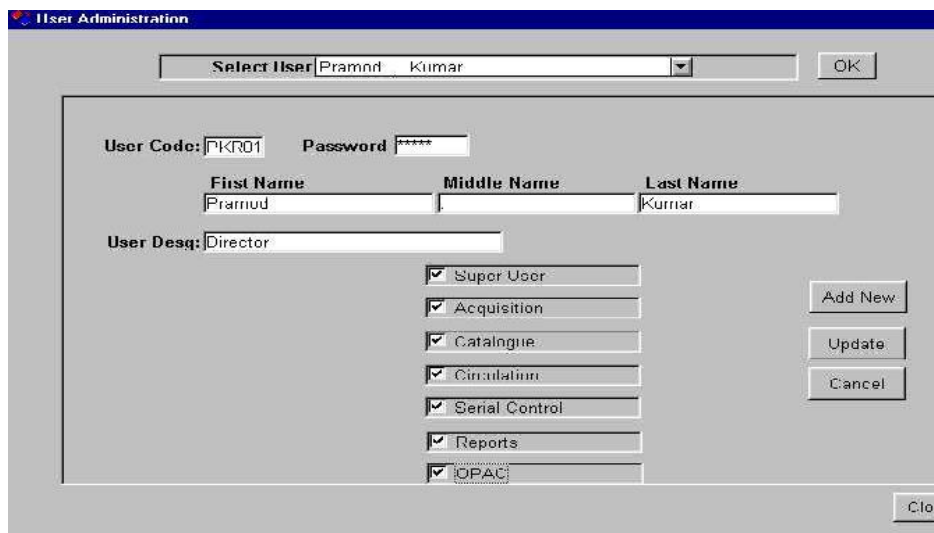 User Administration
Select User Pramod . Kumar OK
User Code: PKR01 Password *****
First Name Middle Name Last Name
Pramod . Kumar
User Desg: Director
Super User
Acquisition
Add New
Catalogue
Update
Circulation
Cancel
Serial Control
Reports
OPAC
Clo